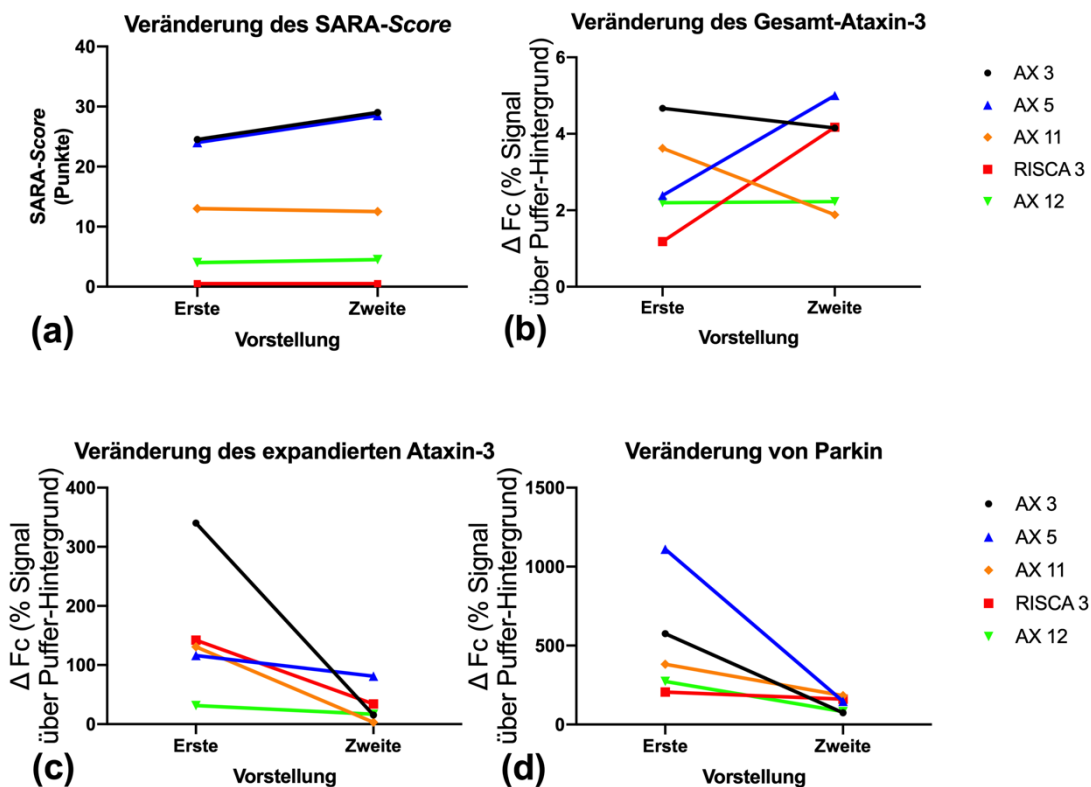 Veränderung des SARA-Score
40
30
20
10
0
SARA-Score
(Punkte)
Erste
Zweite
Vorstellung
(a)
Veränderung des Gesamt-Ataxin-3
6
4
2
0
Δ Fc (% Signal
über Puffer-Hintergrund)
Erste
Zweite
Vorstellung
(b)
AX 3
AX 5
AX 11
RISCA 3
AX 12
Veränderung des expandierten Ataxin-3
400
300
200
100
0
Δ Fc (% Signal
über Puffer-Hintergrund)
Erste
Zweite
Vorstellung
(c)
Veränderung von Parkin
1500
1000
500
0
Δ Fc (% Signal
über Puffer-Hintergrund)
Erste
Zweite
Vorstellung
(d)
AX 3
AX 5
AX 11
RISCA 3
AX 12